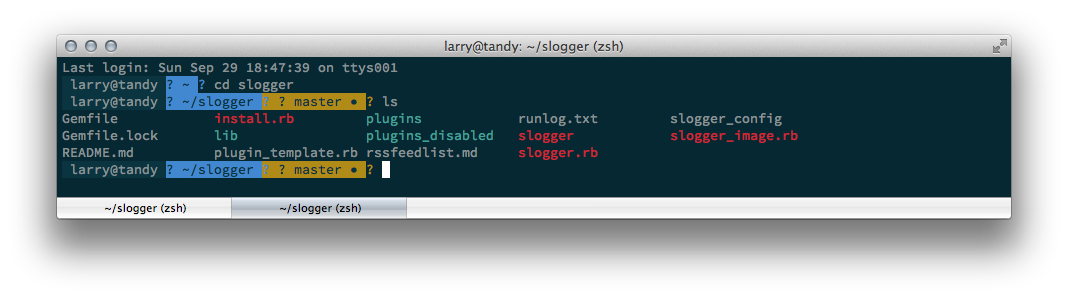 larry@tandy: ~/slogger (zsh)
Last login: Sun Sep 29 18:47:39 on ttys001
larry@tandy ? ~ ? cd slogger
larry@tandy ? ~/slogger ? ? master • ? ls
Gemfile install.rb plugins runlog.txt slogger_config
Gemfile.lock lib plugins_disabled slogger slogger_image.rb
README.md plugin_template.rb rssfeedlist.md slogger.rb
larry@tandy ? ~/slogger ? ? master • ?
~/slogger (zsh) ~/slogger (zsh)